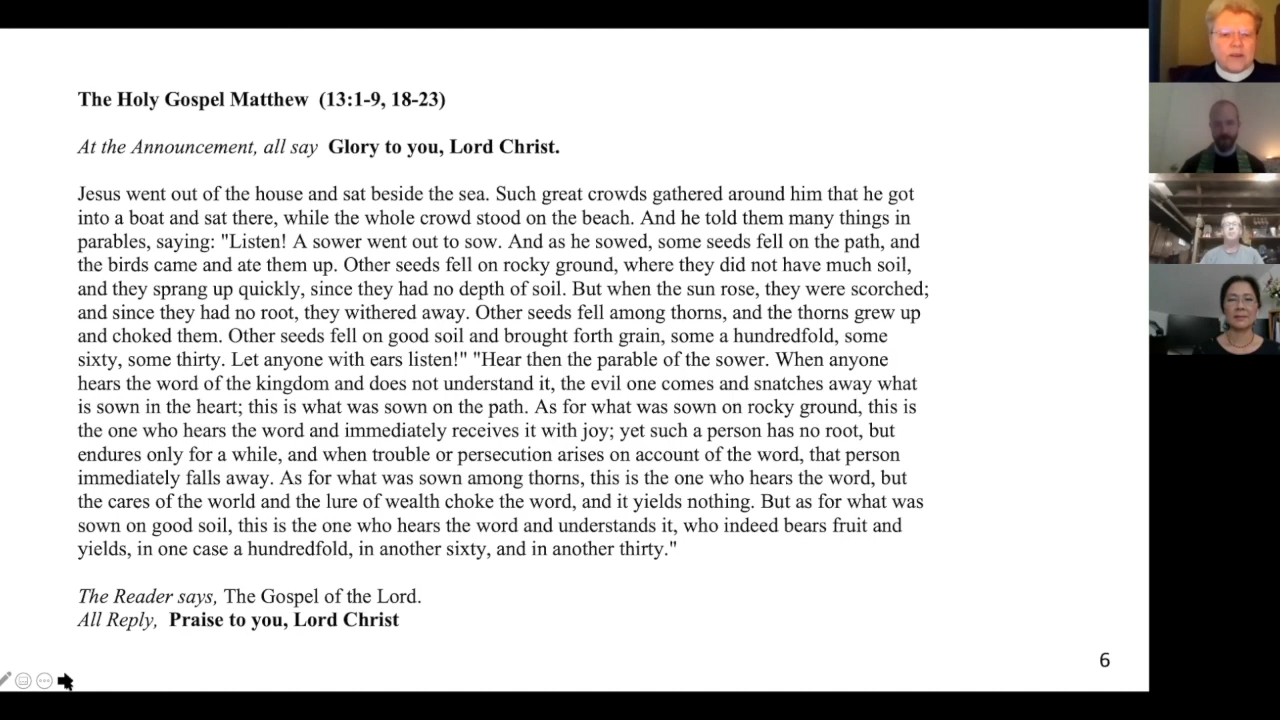 The Holy Gospel Matthew (13:1-9, 18-23)
At the Announcement, all say Glory to you, Lord Christ.
Jesus went out of the house and sat beside the sea. Such great crowds gathered around him that he got
into a boat and sat there, while the whole crowd stood on the beach. And he told them many things in
parables, saying: "Listen! A sower went out to sow. And as he sowed, some seeds fell on the path, and
the birds came and ate them up. Other seeds fell on rocky ground, where they did not have much soil,
and they sprang up quickly, since they had no depth of soil. But when the sun rose, they were scorched;
and since they had no root, they withered away. Other seeds fell among thorns, and the thorns grew up
and choked them. Other seeds fell on good soil and brought forth grain, some a hundredfold, some
sixty, some thirty. Let anyone with ears listen!" "Hear then the parable of the sower. When anyone
hears the word of the kingdom and does not understand it, the evil one comes and snatches away what
is sown in the heart; this is what was sown on the path. As for what was sown on rocky ground, this is
the one who hears the word and immediately receives it with joy; yet such a person has no root, but
endures only for a while, and when trouble or persecution arises on account of the word, that person
immediately falls away. As for what was sown among thorns, this is the one who hears the word, but
the cares of the world and the lure of wealth choke the word, and it yields nothing. But as for what was
sown on good soil, this is the one who hears the word and understands it, who indeed bears fruit and
yields, in one case a hundredfold, in another sixty, and in another thirty."
The Reader says, The Gospel of the Lord.
All Reply, Praise to you, Lord Christ
6